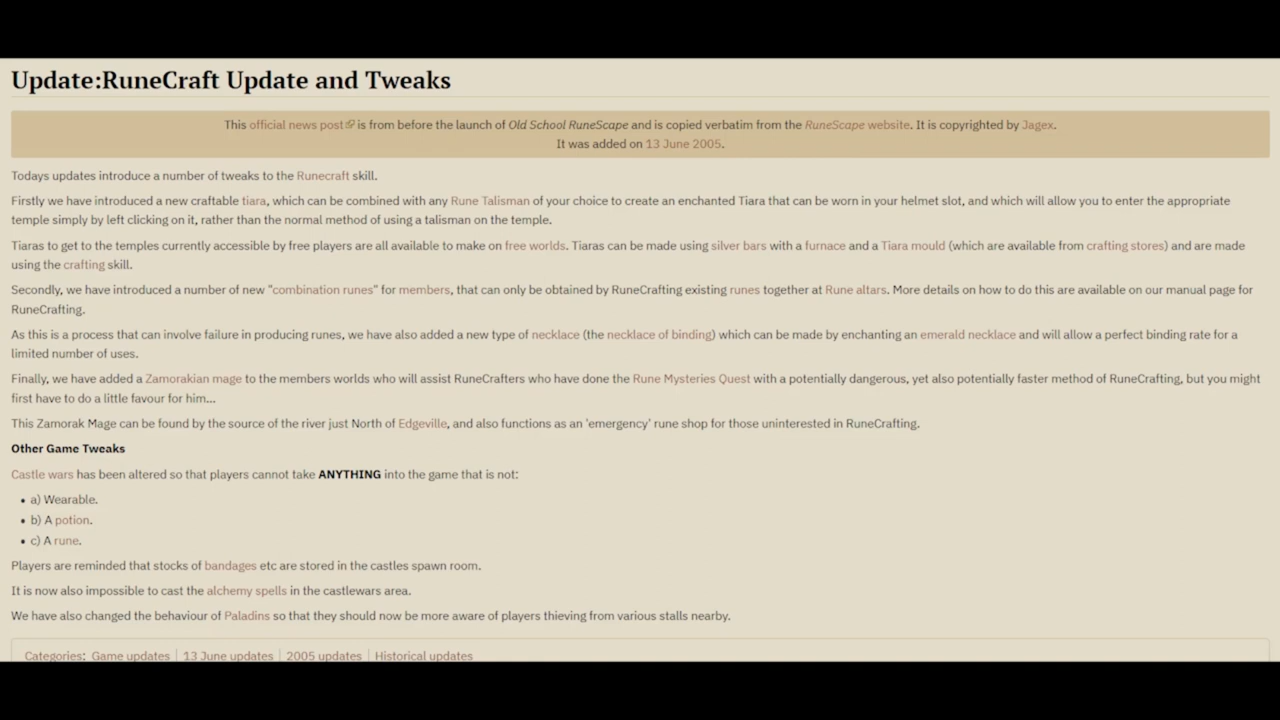 Update:RuneCraft Update and Tweaks
This official news post is from before the launch of Old School RuneScape and is copied verbatim from the RuneScape website. It is copyrighted by Jagex.
It was added on 13 June 2005.
Todays updates introduce a number of tweaks to the Runecraft skill.
Firstly we have introduced a new craftable tiara, which can be combined with any Rune Talisman of your choice to create an enchanted Tiara that can be worn in your helmet slot, and which will allow you to enter the appropriate
temple simply by left clicking on it, rather than the normal method of using a talisman on the temple.
Tiaras to get to the temples currently accessible by free players are all available to make on free worlds. Tiaras can be made using silver bars with a furnace and a Tiara mould (which are available from crafting stores) and are made
using the crafting skill.
Secondly, we have introduced a number of new "combination runes" for members, that can only be obtained by RuneCrafting existing runes together at Rune altars. More details on how to do this are available on our manual page for
RuneCrafting.
As this is a process that can involve failure in producing runes, we have also added a new type of necklace (the necklace of binding) which can be made by enchanting an emerald necklace and will allow a perfect binding rate for a
limited number of uses.
Finally, we have added a Zamorakian mage to the members worlds who will assist RuneCrafters who have done the Rune Mysteries Quest with a potentially dangerous, yet also potentially faster method of RuneCrafting, but you might
first have to do a little favour for him...
This Zamorak Mage can be found by the source of the river just North of Edgeville, and also functions as an 'emergency' rune shop for those uninterested in RuneCrafting.
Other Game Tweaks
Castle wars has been altered so that players cannot take ANYTHING into the game that is not:
• a) Wearable.
• b) A potion.
• c) A rune.
Players are reminded that stocks of bandages etc are stored in the castles spawn room.
It is now also impossible to cast the alchemy spells in the castlewars area.
We have also changed the behaviour of Paladins so that they should now be more aware of players thieving from various stalls nearby.
Categories: Game updates | 13 June updates | 2005 updates | Historical updates